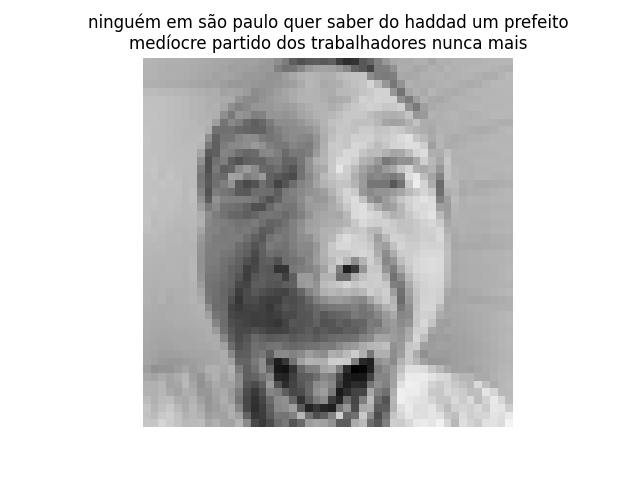 ninguém em são paulo quer saber do haddad um prefeito
medíocre partido dos trabalhadores nunca mais